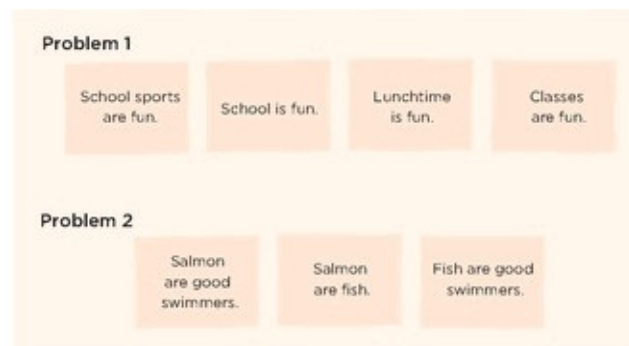 Problem 1
School sports
are fun.
School is fun.
Lunchtime
is fun.
Classes
are fun.
Problem 2
Salmon
are good
swimmers.
Salmon
are fish.
Fish are good
swimmers.